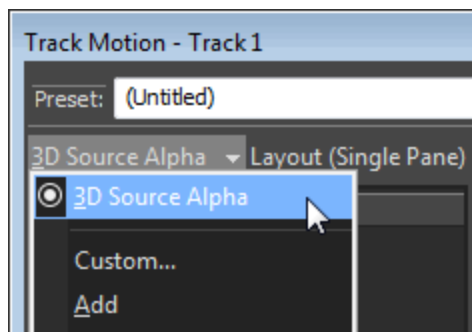 Track Motion - Track 1
Preset: (Untitled)
3D Source Alpha Layout (Single Pane)
3D Source Alpha
Custom...
Add